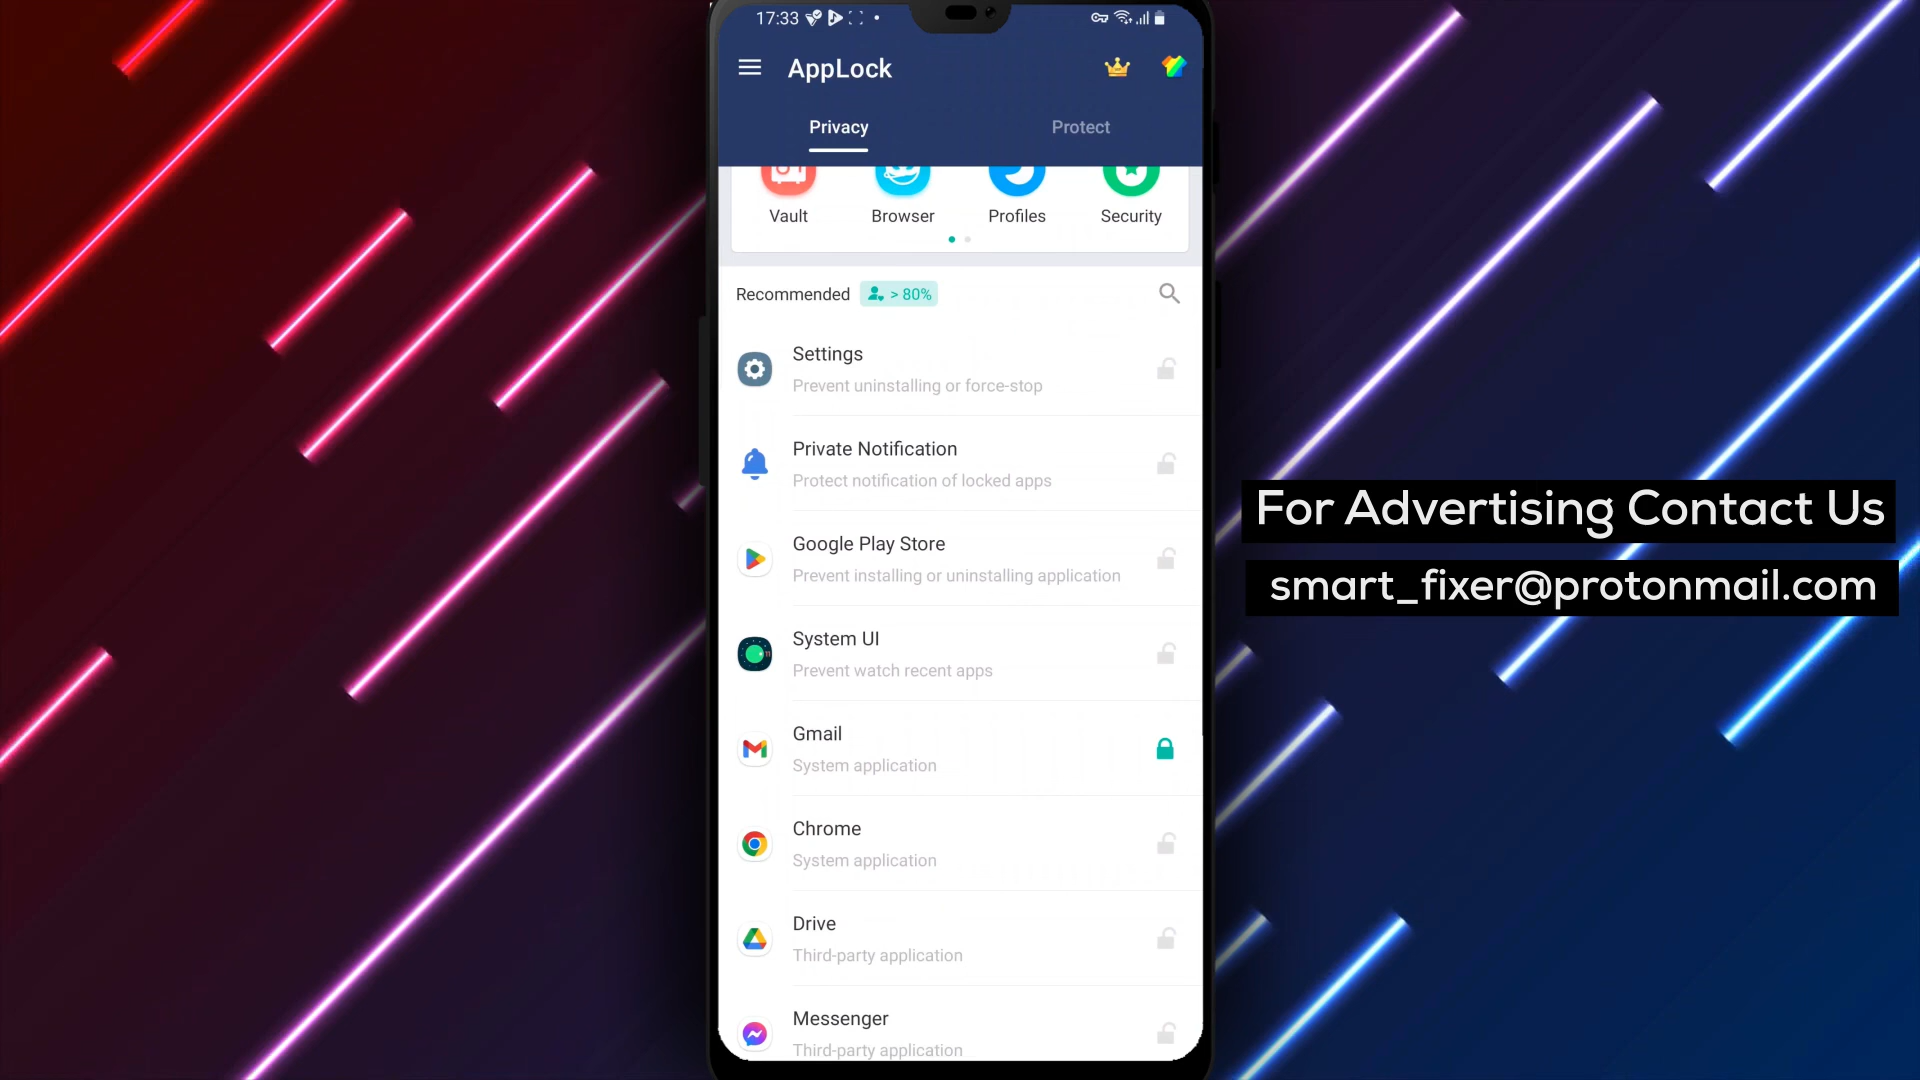 17:33
AppLock
Privacy
Protect
Vault
Browser
Profiles
Security
Recommended
> 80%
Settings
Prevent uninstalling or force-stop
Private Notification
Protect notification of locked apps
Google Play Store
Prevent installing or uninstalling application
System UI
Prevent watch recent apps
Gmail
System application
Chrome
System application
Drive
Third-party application
Messenger
Third-party application
For Advertising Contact Us
smart_fixer@protonmail.com